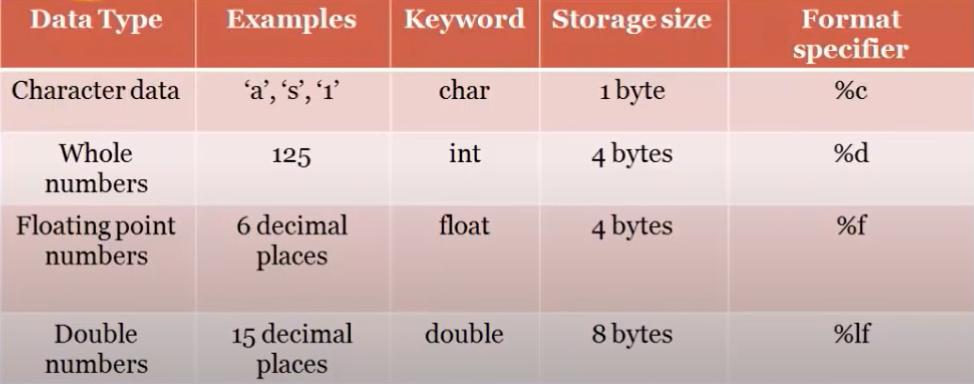 Data Type Examples Keyword Storage size Format
specifier
Character data ‘a’, ‘s’, ‘1’ char 1 byte %c
Whole
numbers 125 int 4 bytes %d
Floating point
numbers 6 decimal
places float 4 bytes %f
Double
numbers 15 decimal
places double 8 bytes %lf